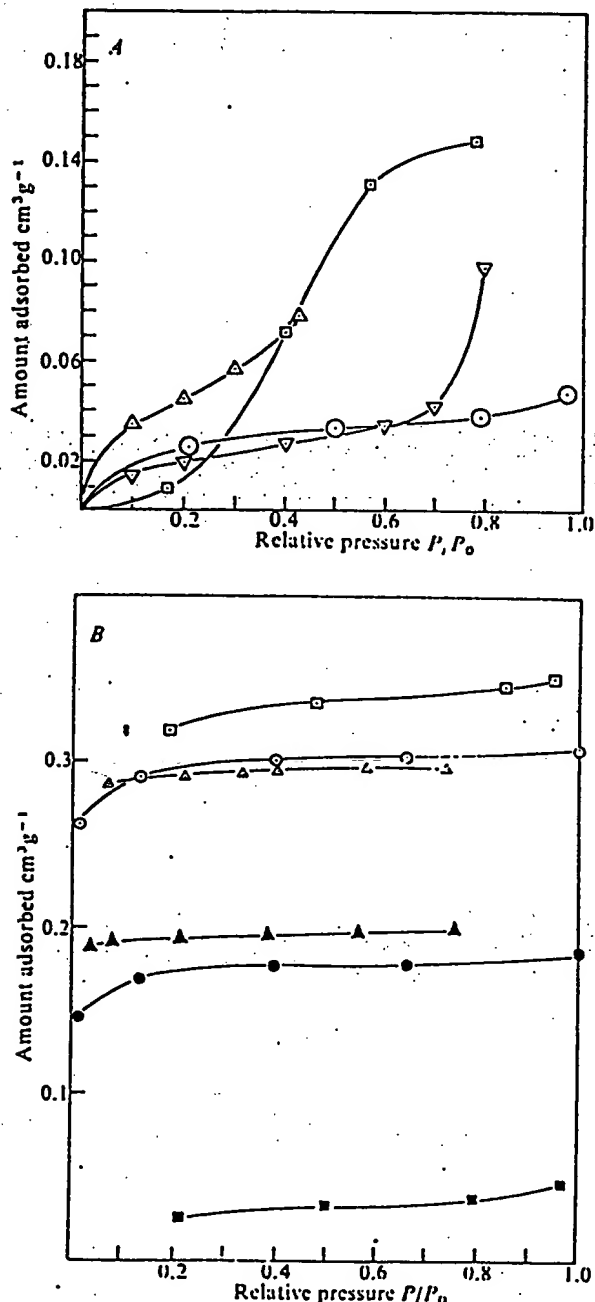 A
0.18
0.14
0.10
0.06
0.02
Amount adsorbed cm³g⁻¹
0.2 0.4 0.6 0.8 1.0
Relative pressure P, P₀
B
0.3
0.2
0.1
Amount adsorbed cm³g⁻¹
0.2 0.4 0.6 0.8 1.0
Relative pressure P/P₀